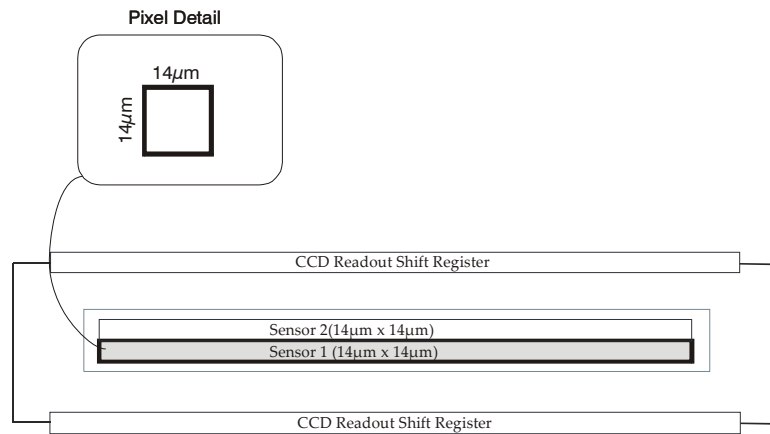 Pixel Detail
14µm
14µm
CCD Readout Shift Register
Sensor 2(14µm x 14µm)
Sensor 1 (14µm x 14µm)
CCD Readout Shift Register